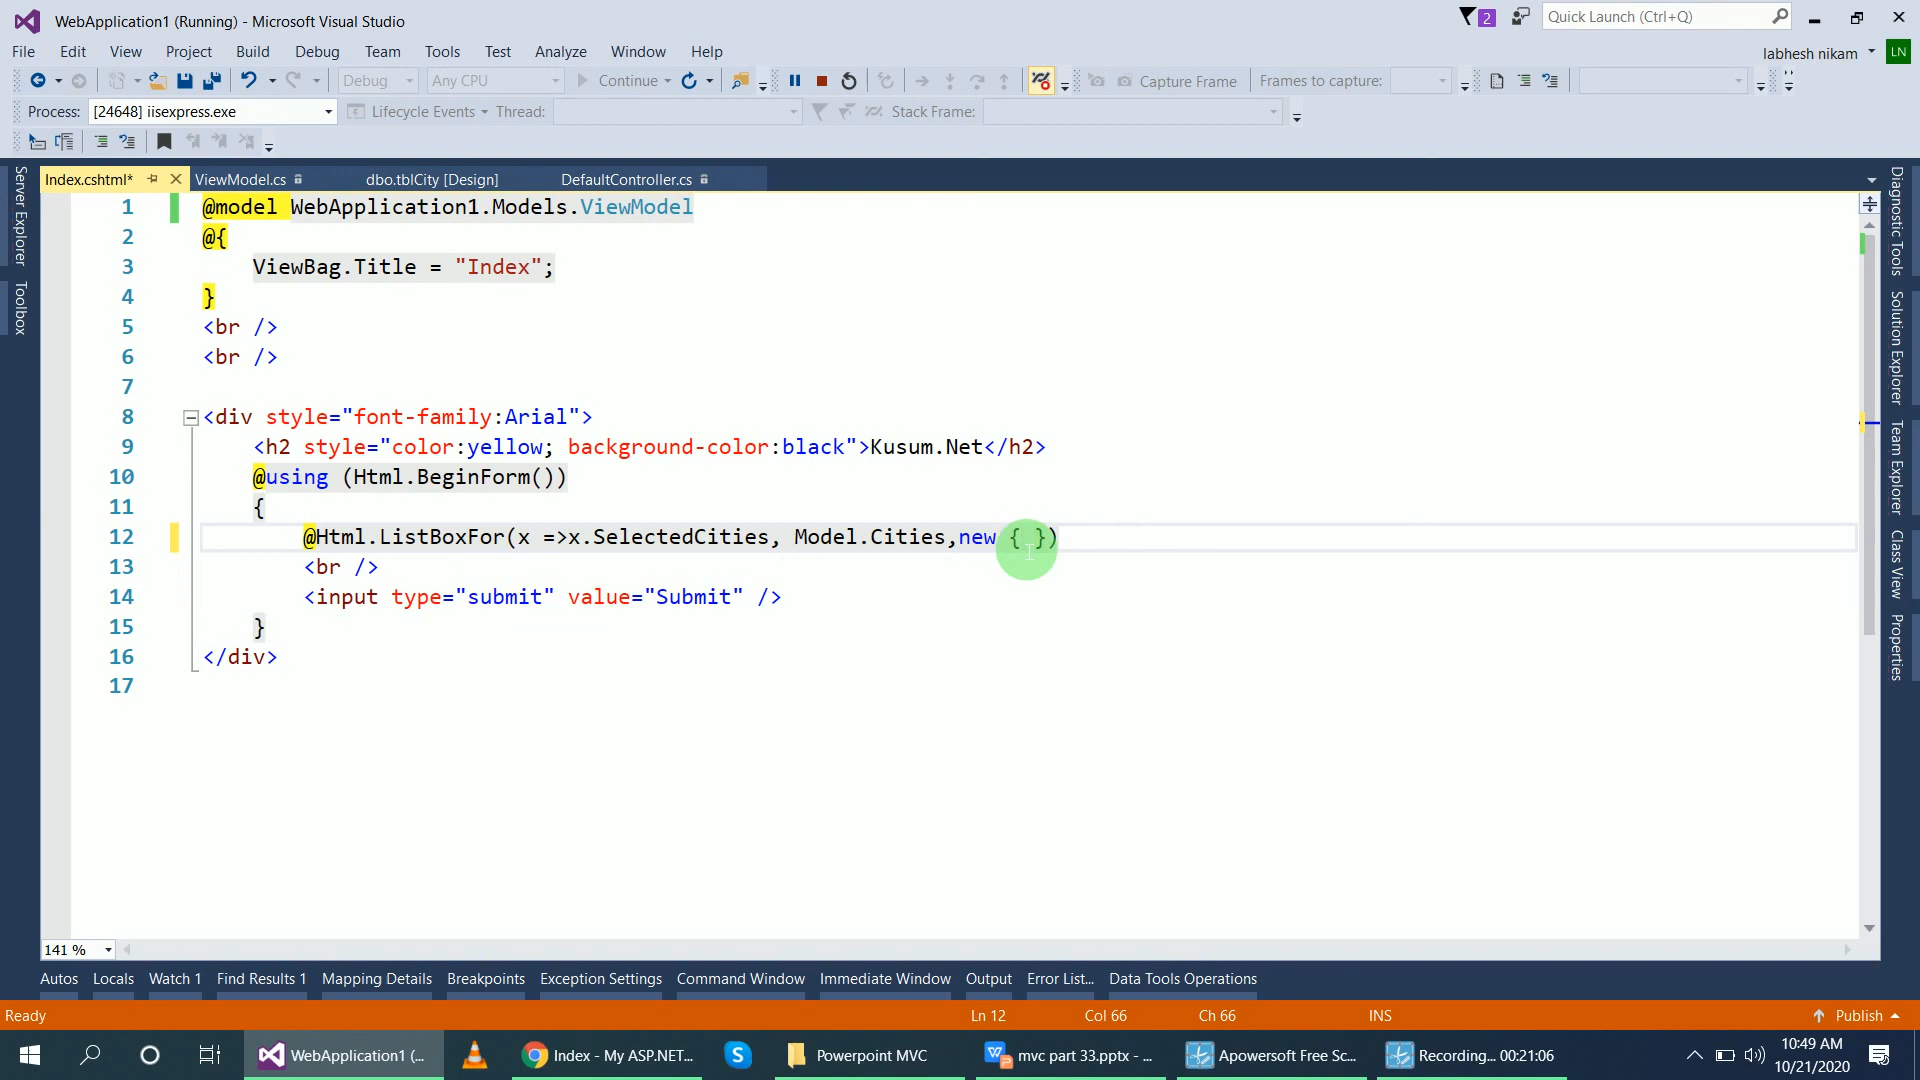 WebApplication1 (Running) - Microsoft Visual Studio
2
Quick Launch (Ctrl+Q)
File Edit View Project Build Debug Team Tools Test Analyze Window Help
labhesh nikam LN
Debug Any CPU Continue Capture Frame Frames to capture:
Process: [24648] iisexpress.exe Lifecycle Events Thread: Stack Frame:
Index.cshtml* ViewModel.cs dbo.tblCity [Design] DefaultController.cs
Server Explorer
Toolbox
1 @model WebApplication1.Models.ViewModel
2 @{
3 ViewBag.Title = "Index";
4 }
5 <br />
6 <br />
7
8 <div style="font-family:Arial">
9 <h2 style="color:yellow; background-color:black">Kusum.Net</h2>
10 @using (Html.BeginForm())
11 {
12 @Html.ListBoxFor(x =>x.SelectedCities, Model.Cities,new { })
13 <br />
14 <input type="submit" value="Submit" />
15 }
16 </div>
17
Diagnostic Tools
Solution Explorer
Team Explorer
Class View
Properties
141 %
Autos Locals Watch 1 Find Results 1 Mapping Details Breakpoints Exception Settings Command Window Immediate Window Output Error List... Data Tools Operations
Ready Ln 12 Col 66 Ch 66 INS Publish
WebApplication1 (... Index - My ASP.NET... Powerpoint MVC mvc part 33.pptx - ... Apowersoft Free Sc... Recording... 00:21:06
10:49 AM
10/21/2020